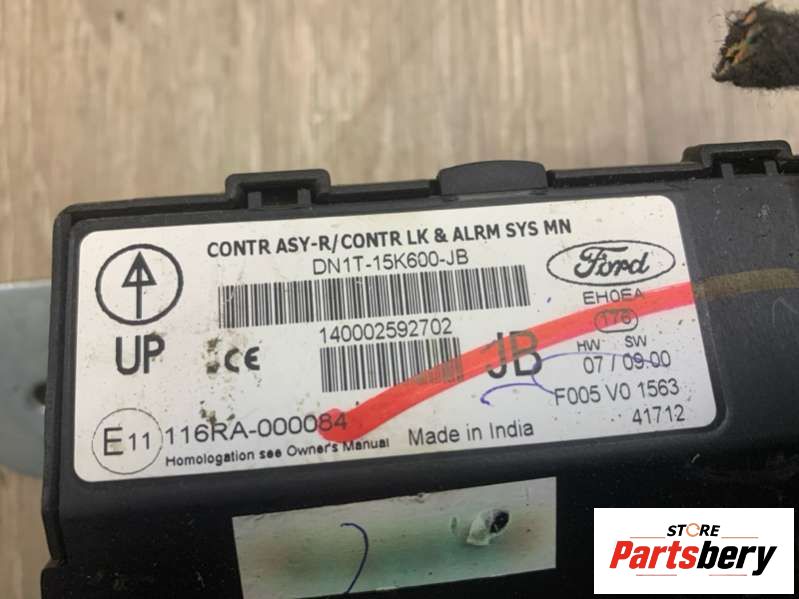 CONTR ASY-R/CONTR LK & ALRM SYS MN
DN1T-15K600-JB
Ford
EH0EA
176
140002592702
UP
CE
JB
HW SW
07 / 09.00
F005 V0 1563
41712
E11 116RA-000084
Homologation see Owner's Manual
Made in India
STORE
Partsbery